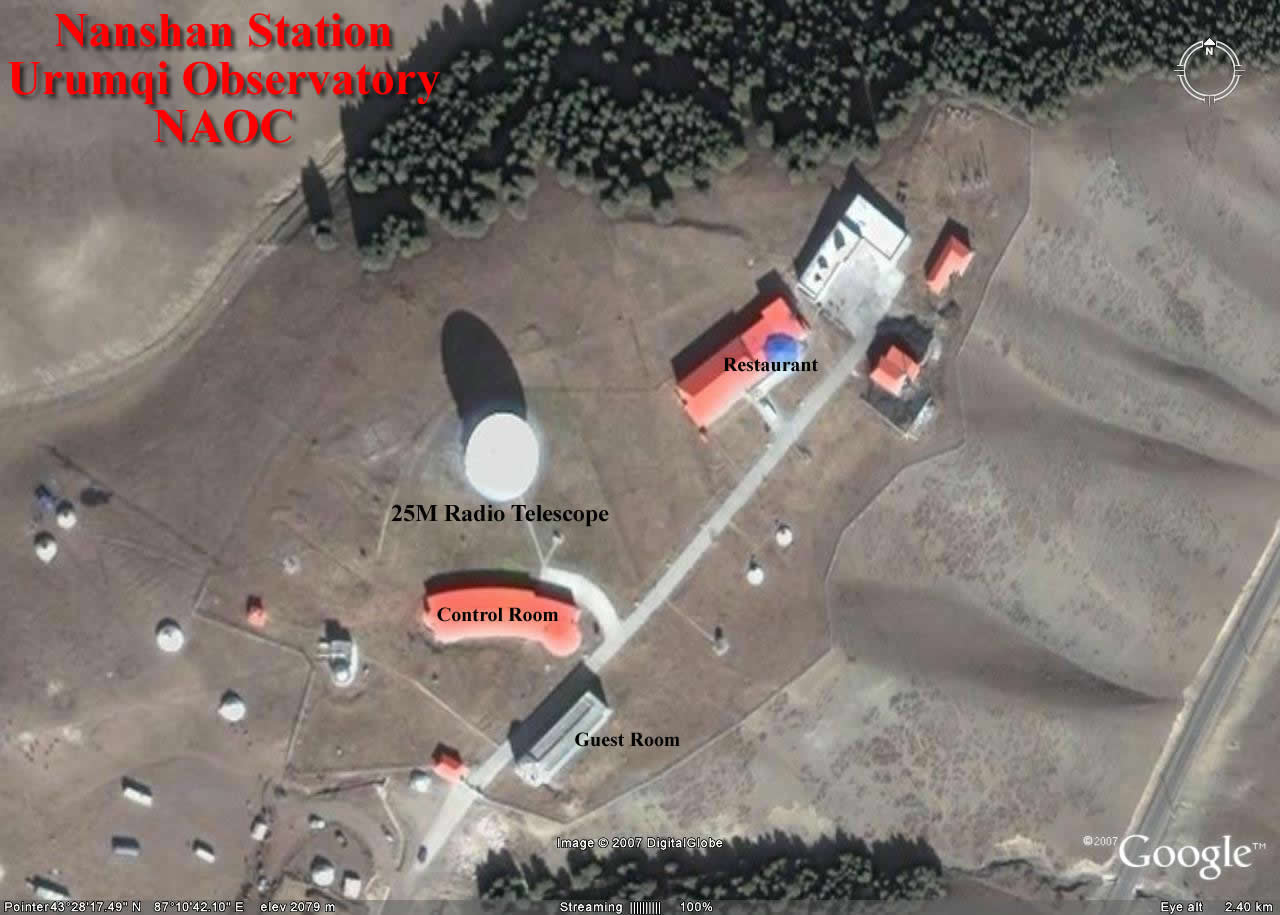 Nanshan Station
Urumqi Observatory
NAOC
N
Restaurant
25M Radio Telescope
Control Room
Guest Room
Image © 2007 DigitalGlobe
©2007 Google™
Pointer 43°28'17.49" N 87°10'42.10" E elev 2079 m Streaming |||||||||| 100% Eye alt 2.40 km